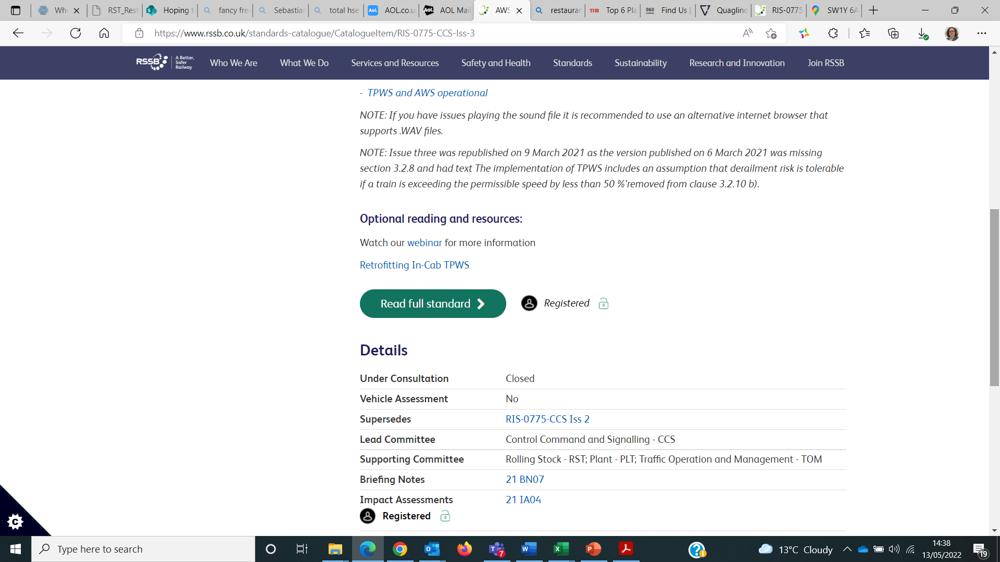 Wh
RST_Rest
Hoping t
fancy fre
Sebastian
total hse
AOL.co.u
AOL Mail
AWS
restauran
Top 6 Pla
Find Us |
Quaglino
RIS-0775
SW1Y 6A
https://www.rssb.co.uk/standards-catalogue/CatalogueItem/RIS-0775-CCS-Iss-3
RSSB A Better, Safer Railway
Who We Are
What We Do
Services and Resources
Safety and Health
Standards
Sustainability
Research and Innovation
Join RSSB
- TPWS and AWS operational
NOTE: If you have issues playing the sound file it is recommended to use an alternative internet browser that
supports .WAV files.
NOTE: Issue three was republished on 9 March 2021 as the version published on 6 March 2021 was missing
section 3.2.8 and had text The implementation of TPWS includes an assumption that derailment risk is tolerable
if a train is exceeding the permissible speed by less than 50 %’removed from clause 3.2.10 b).
Optional reading and resources:
Watch our webinar for more information
Retrofitting In-Cab TPWS
Read full standard
Registered
Details
Under Consultation Closed
Vehicle Assessment No
Supersedes RIS-0775-CCS Iss 2
Lead Committee Control Command and Signalling - CCS
Supporting Committee Rolling Stock - RST; Plant - PLT; Traffic Operation and Management - TOM
Briefing Notes 21 BN07
Impact Assessments 21 IA04
Registered
Type here to search
7
13°C Cloudy
14:38
13/05/2022
19